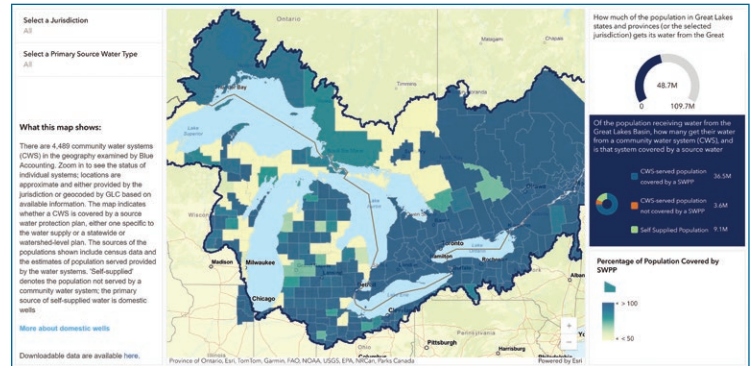 Select a Jurisdiction
All
Select a Primary Source Water Type
All
What this map shows:
There are 4,489 community water systems
(CWS) in the geography examined by Blue
Accounting. Zoom in to see the status of
individual systems; locations are
approximate and either provided by the
jurisdiction or geocoded by GLC based on
available information. The map indicates
whether a CWS is covered by a source
water protection plan, either one specific to
the water supply or a statewide or
watershed-level plan. The sources of the
populations shown include census data and
the estimates of population served provided
by the water systems. 'Self-supplied'
denotes the population not served by a
community water system; the primary
source of self-supplied water is domestic
wells
More about domestic wells
Downloadable data are available here.
Ontario
Matagami
Chapais
Timmins
Lake
Superior
Ottawa
Toronto
Lake
Hamilton
Madison
Milwaukee
Lansing
Detroit
Chicago
Pennsylvania
Pittsburgh
Harrisburg
Illinois
Ohio
+
−
Province of Ontario, Esri, TomTom, Garmin, FAO, NOAA, USGS, EPA, NRCan, Parks Canada
Powered by Esri
How much of the population in Great Lakes
states and provinces (or the selected
jurisdiction) gets its water from the Great
48.7M
109.7M
Of the population receiving water from the
Great Lakes Basin, how many get their water
from a community water system (CWS), and
is that system covered by a source water
CWS-served population
covered by a SWPP 36.5M
CWS-served population
not covered by a SWPP 3.6M
Self Supplied Population 9.1M
Percentage of Population Covered by
SWPP
> 100
< 50